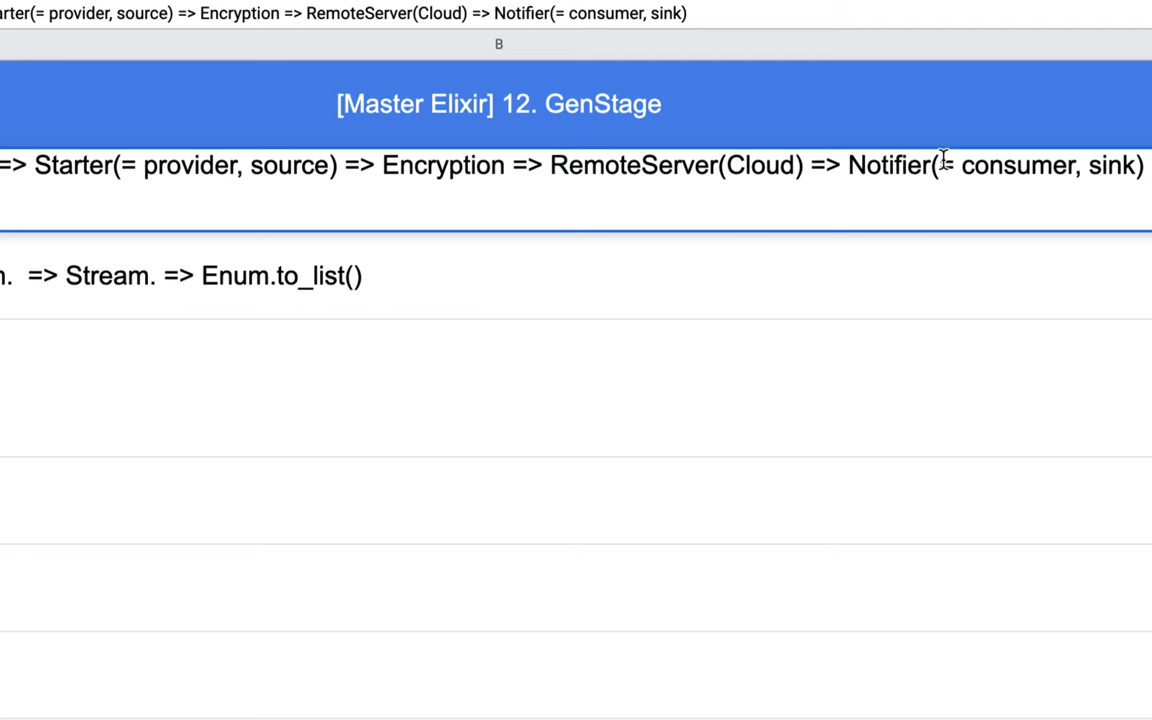 arter(= provider, source) => Encryption => RemoteServer(Cloud) => Notifier(= consumer, sink)
B
[Master Elixir] 12. GenStage
=> Starter(= provider, source) => Encryption => RemoteServer(Cloud) => Notifier(= consumer, sink)
. => Stream. => Enum.to_list()